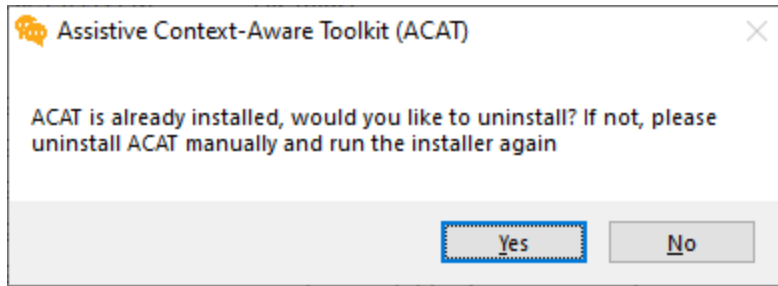 Assistive Context-Aware Toolkit (ACAT)
ACAT is already installed, would you like to uninstall? If not, please
uninstall ACAT manually and run the installer again
Yes
No